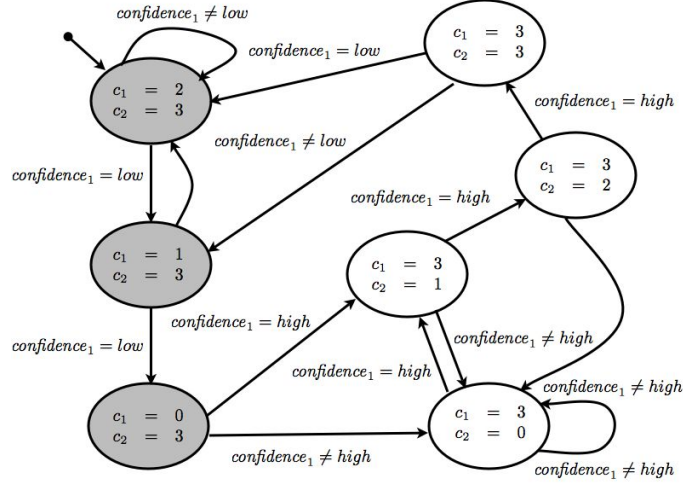 confidence₁ ≠ low
c₁ = 3
c₂ = 3
confidence₁ = low
c₁ = 2
c₂ = 3
confidence₁ = high
confidence₁ ≠ low
c₁ = 3
c₂ = 2
confidence₁ = low
confidence₁ = high
c₁ = 1
c₂ = 3
c₁ = 3
c₂ = 1
confidence₁ = high
confidence₁ ≠ high
confidence₁ = low
confidence₁ = high
confidence₁ ≠ high
c₁ = 0
c₂ = 3
c₁ = 3
c₂ = 0
confidence₁ ≠ high
confidence₁ ≠ high